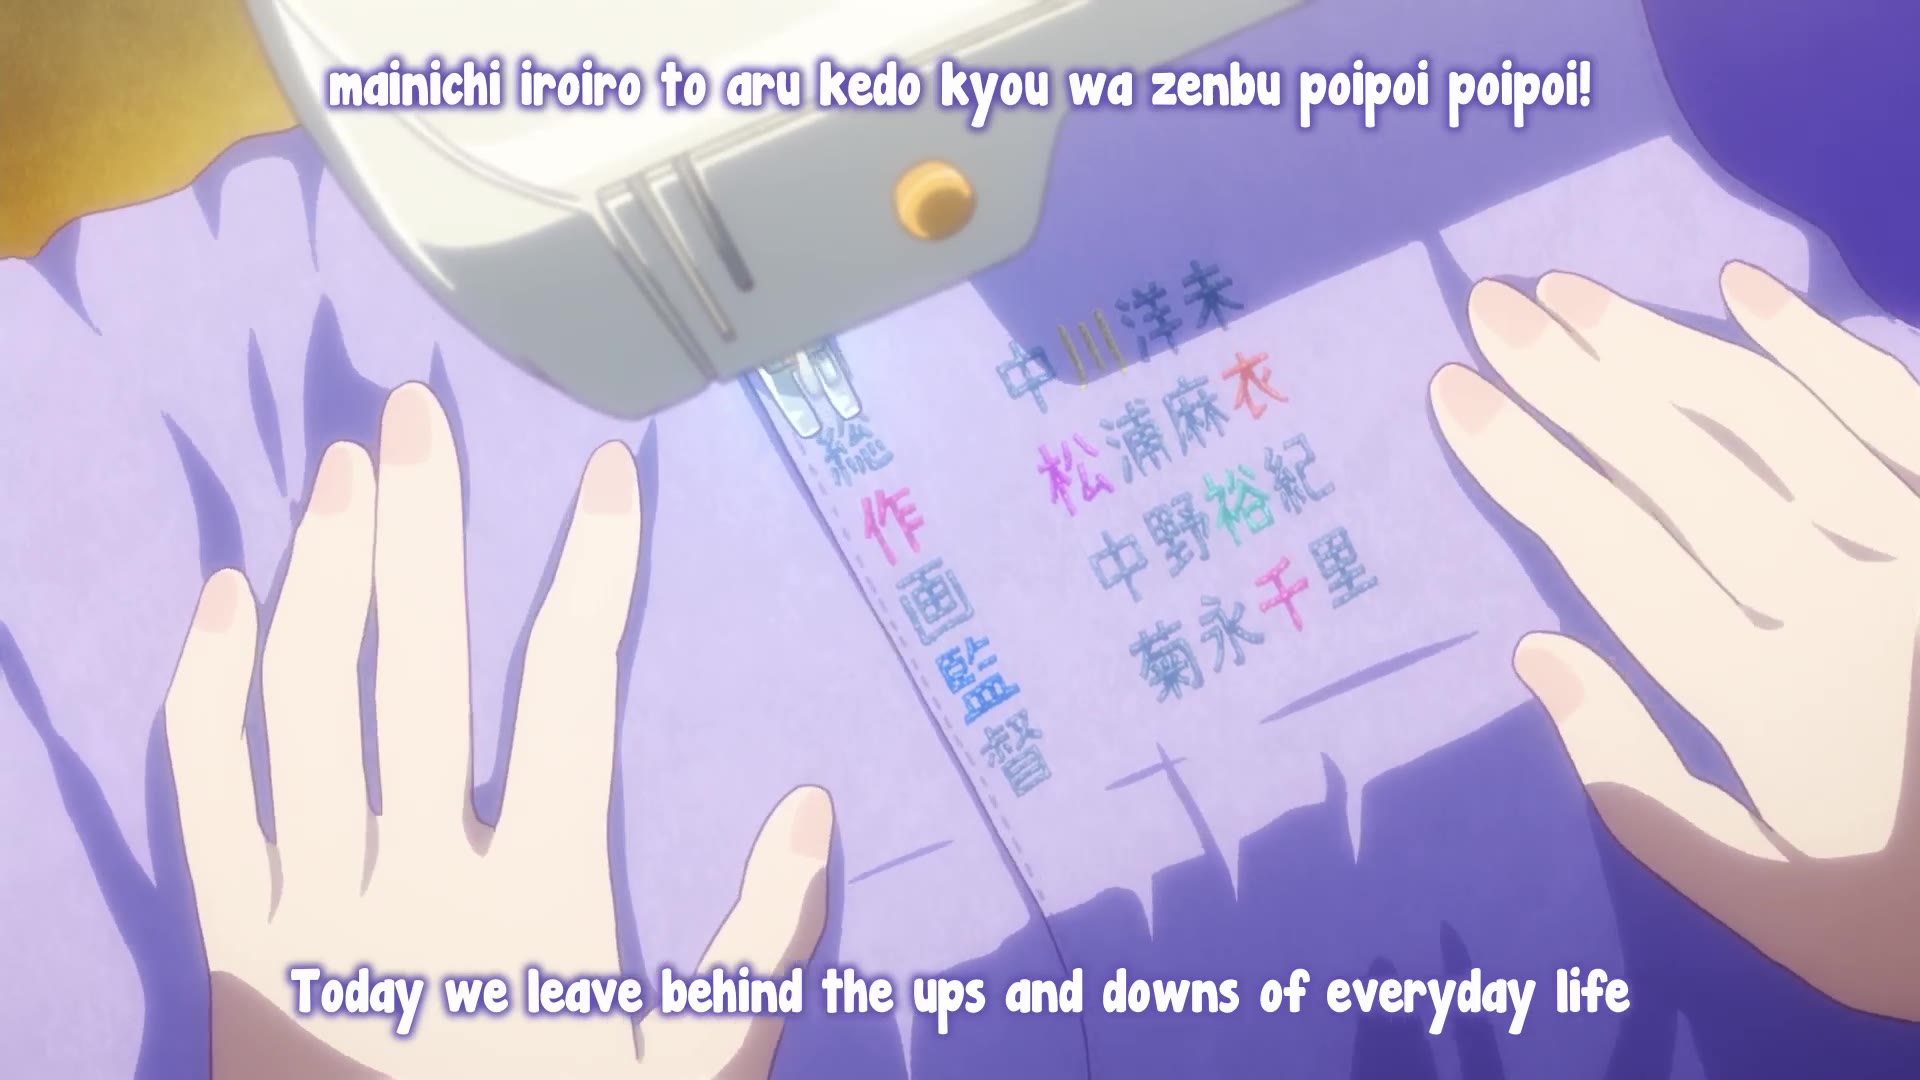 mainichi iroiro to aru kedo kyou wa zenbu poipoi poipoi!
総作画監督
中川洋未
松浦麻衣
中野裕紀
菊永千里
Today we leave behind the ups and downs of everyday life